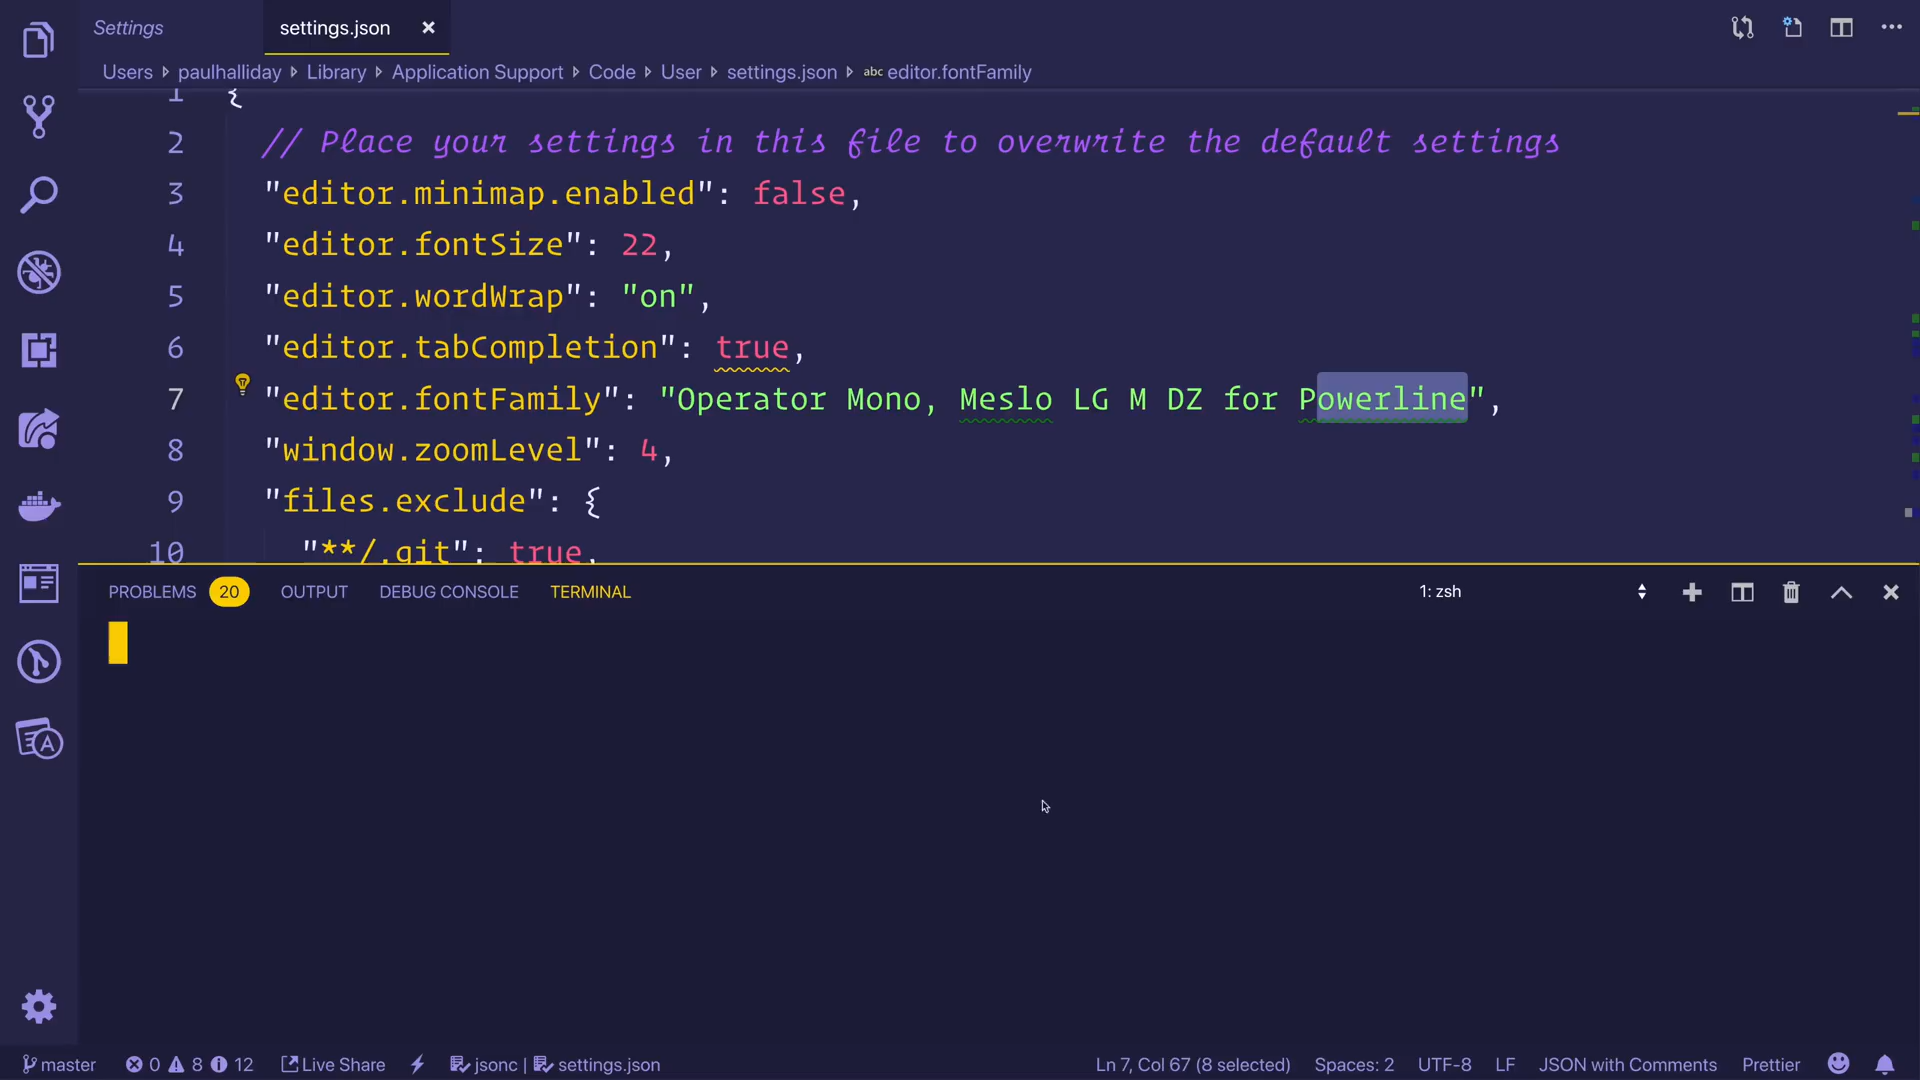 Settings
settings.json
Users paulhalliday Library Application Support Code User settings.json abc editor.fontFamily
1 {
2 // Place your settings in this file to overwrite the default settings
3 "editor.minimap.enabled": false,
4 "editor.fontSize": 22,
5 "editor.wordWrap": "on",
6 "editor.tabCompletion": true,
7 "editor.fontFamily": "Operator Mono, Meslo LG M DZ for Powerline",
8 "window.zoomLevel": 4,
9 "files.exclude": {
10 "**/.git": true,
PROBLEMS 20 OUTPUT DEBUG CONSOLE TERMINAL 1: zsh
master 0 8 12 Live Share jsonc | settings.json Ln 7, Col 67 (8 selected) Spaces: 2 UTF-8 LF JSON with Comments Prettier